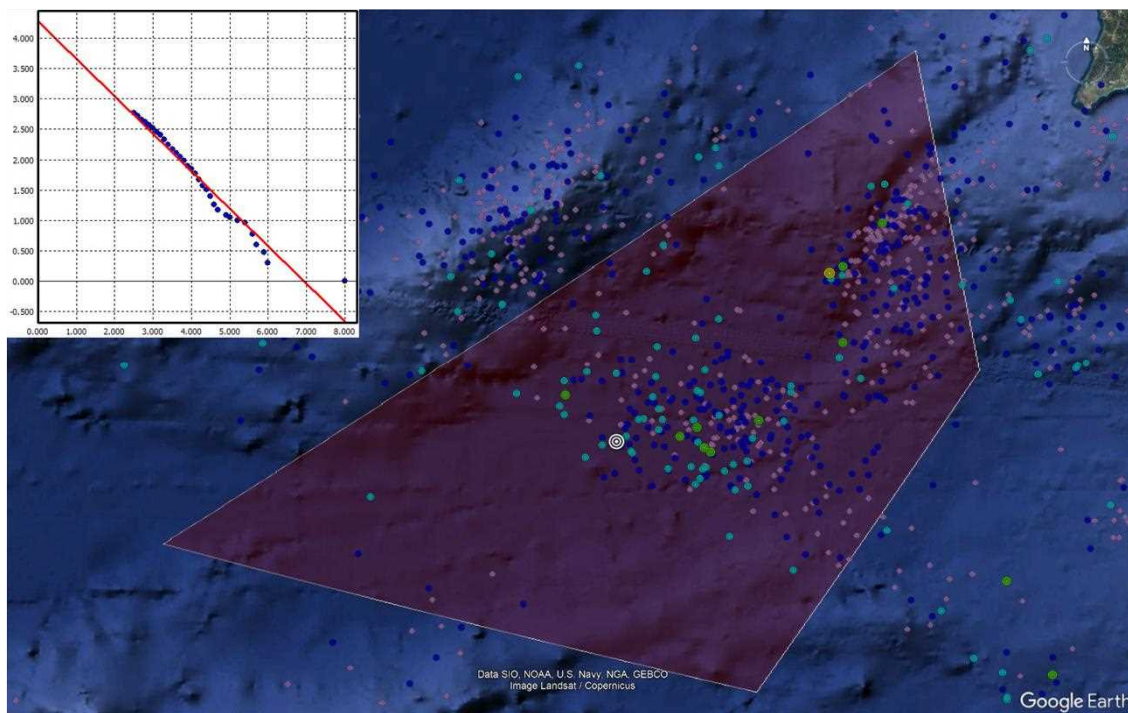 4.000
3.500
3.000
2.500
2.000
1.500
1.000
0.500
0.000
-0.500
0.000 1.000 2.000 3.000 4.000 5.000 6.000 7.000 8.000
N
Data SIO, NOAA, U.S. Navy, NGA, GEBCO
Image Landsat / Copernicus
Google Earth